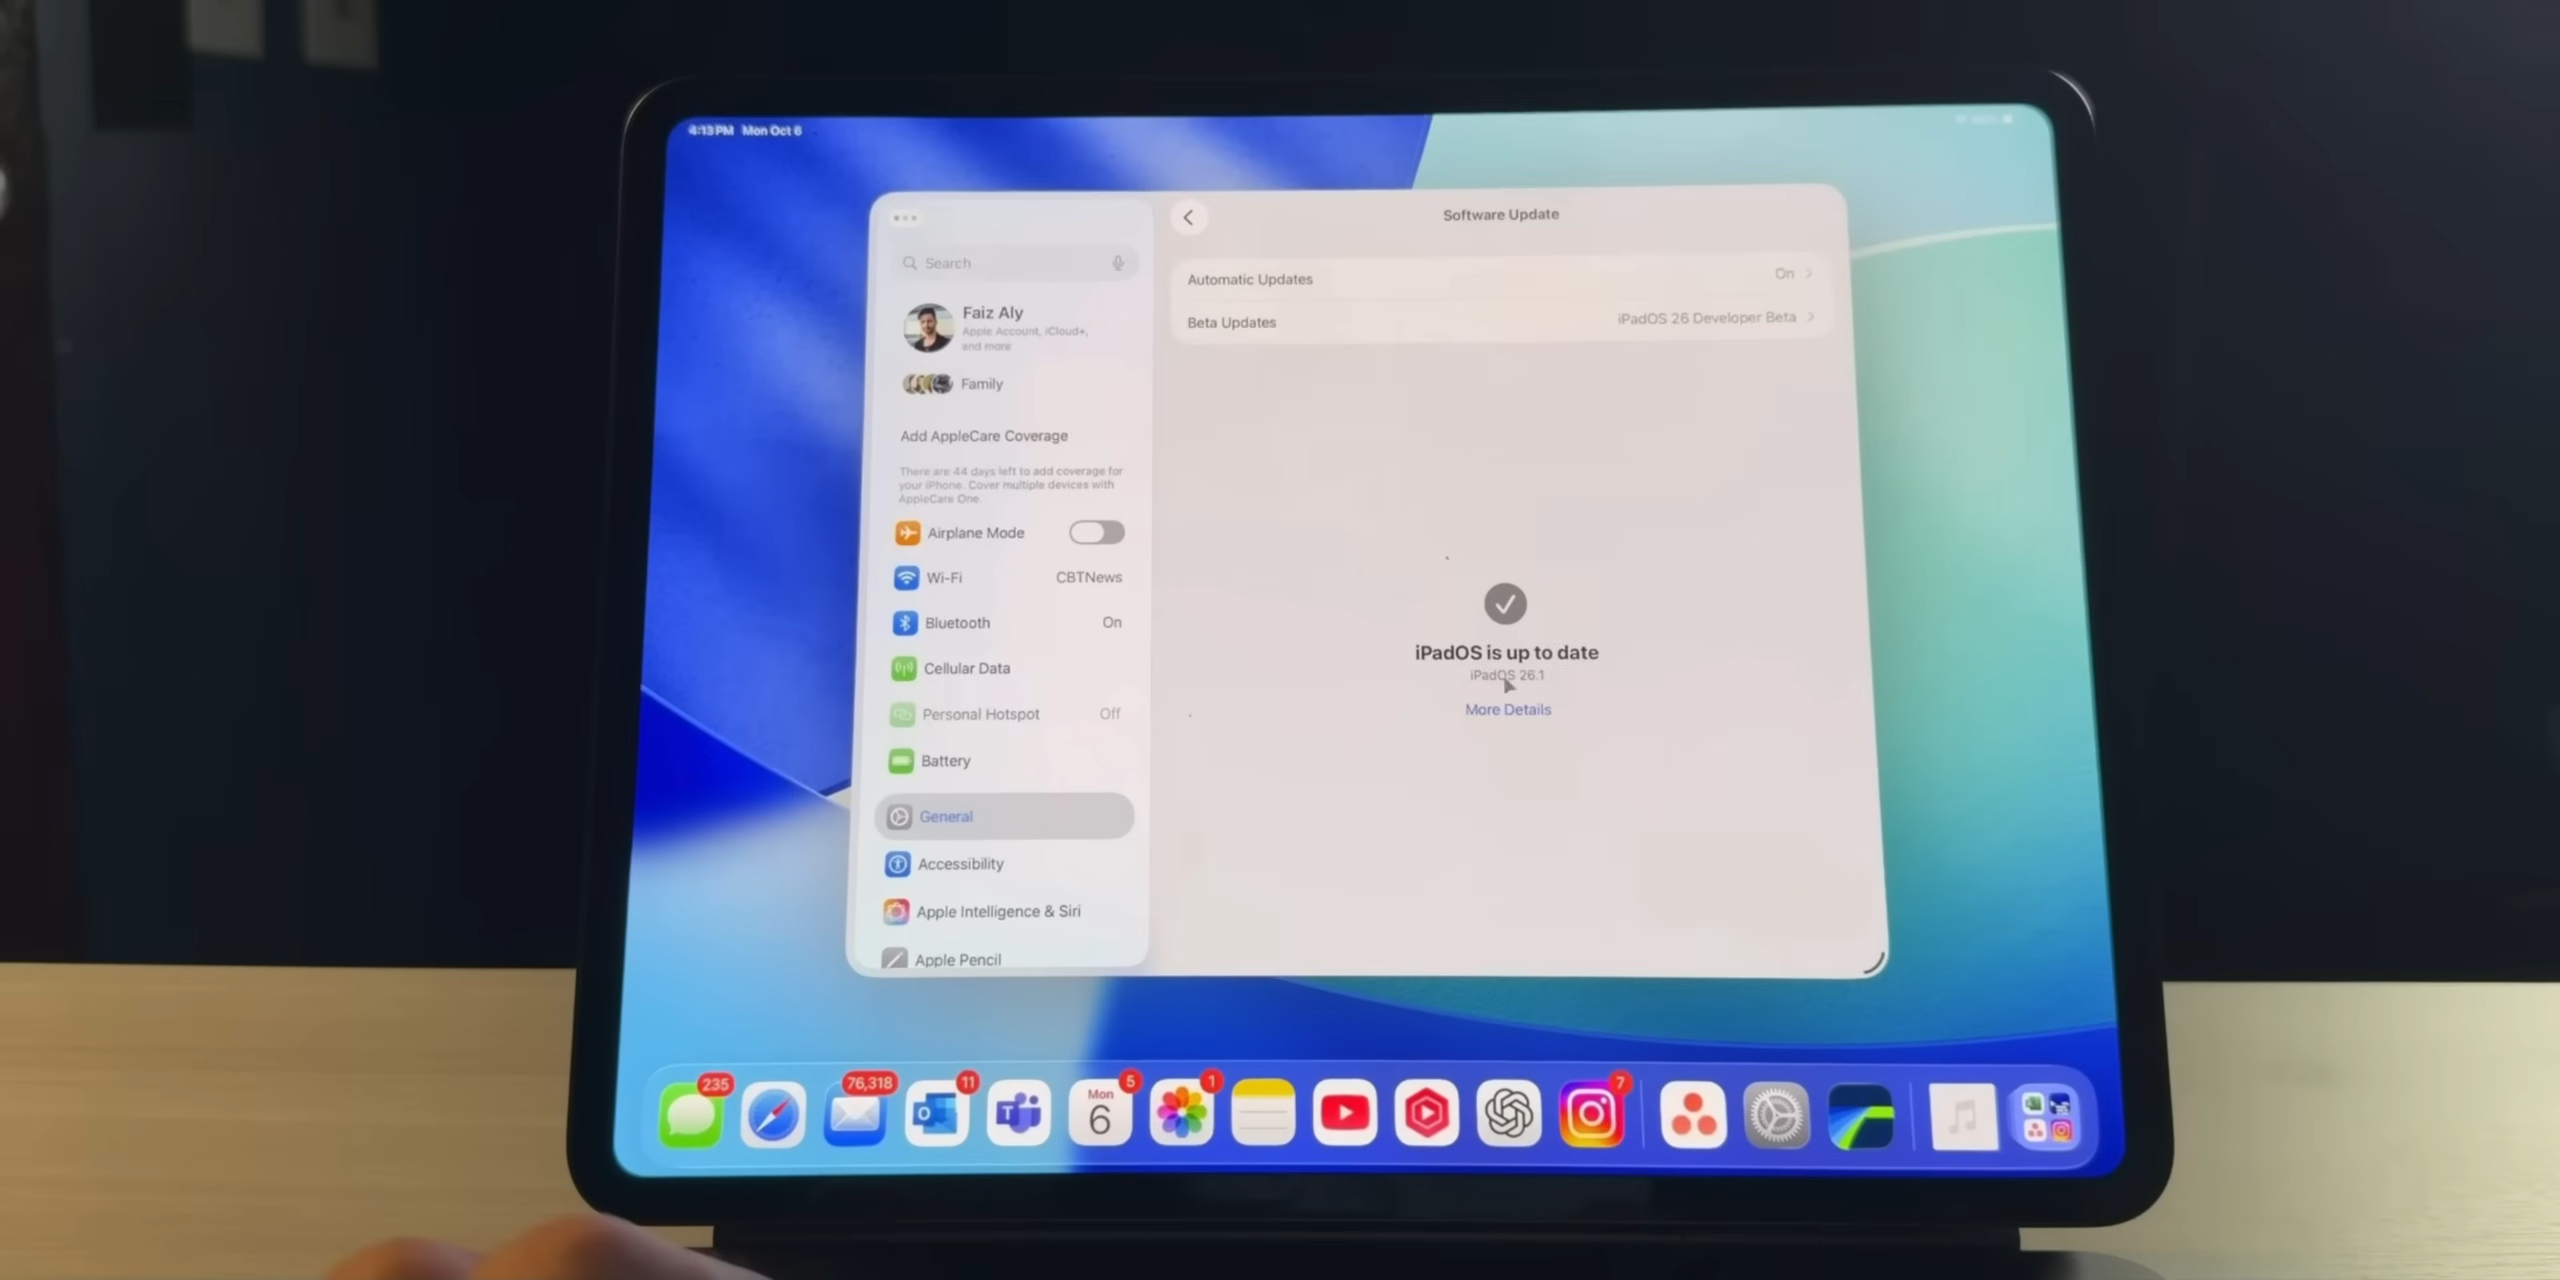 4:13 PM Mon Oct 6
Software Update
Search
Automatic Updates On
Faiz Aly
Apple Account, iCloud+,
and more
Beta Updates iPadOS 26 Developer Beta
Family
Add AppleCare Coverage
There are 44 days left to add coverage for
your iPhone. Cover multiple devices with
AppleCare One.
Airplane Mode
Wi-Fi CBTNews
Bluetooth On
Cellular Data
Personal Hotspot Off
Battery
General
Accessibility
Apple Intelligence & Siri
Apple Pencil
iPadOS is up to date
iPadOS 26.1
More Details
235
76,318
11
5
1
7
O
T
Mon
6